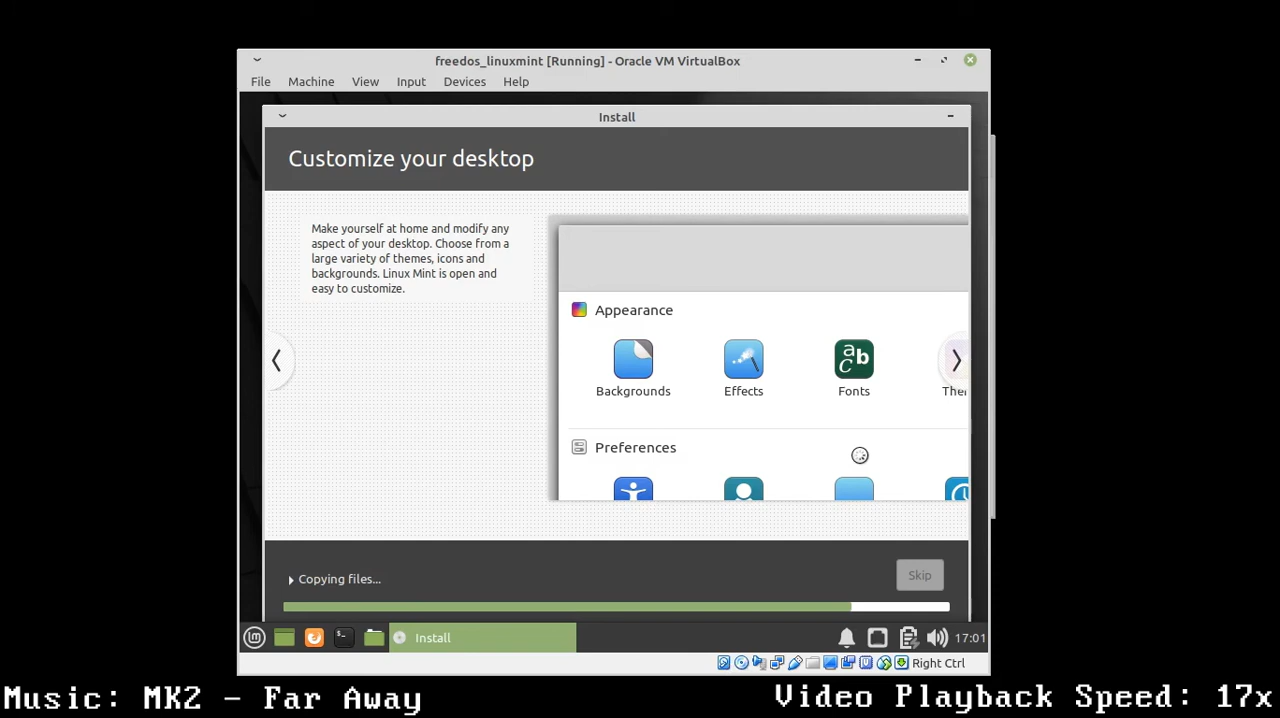 freedos_linuxmint [Running] - Oracle VM VirtualBox
File Machine View Input Devices Help
Install
Customize your desktop
Make yourself at home and modify any
aspect of your desktop. Choose from a
large variety of themes, icons and
backgrounds. Linux Mint is open and
easy to customize.
Appearance
Backgrounds Effects Fonts
Preferences
Copying files...
Skip
Install
17:01
Right Ctrl
Music: MK2 - Far Away
Video Playback Speed: 17x